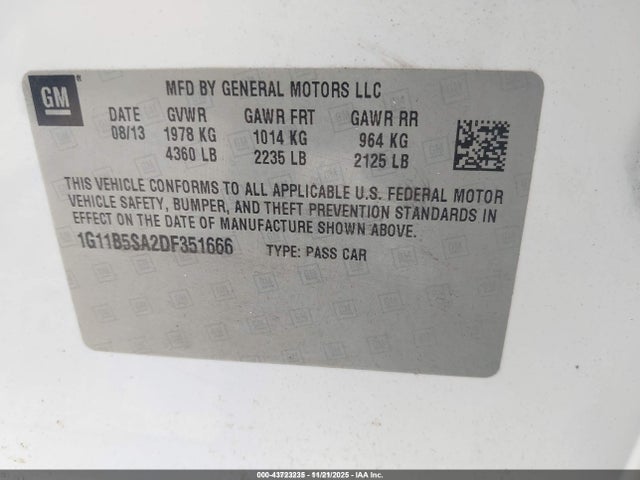 GM ®
MFD BY GENERAL MOTORS LLC
DATE GVWR GAWR FRT GAWR RR
08/13 1978 KG 1014 KG 964 KG
4360 LB 2235 LB 2125 LB
THIS VEHICLE CONFORMS TO ALL APPLICABLE U.S. FEDERAL MOTOR
VEHICLE SAFETY, BUMPER, AND THEFT PREVENTION STANDARDS IN
EFFECT ON THE DATE OF MANUFACTURE SHOWN ABOVE.
1G11B5SA2DF351666 TYPE: PASS CAR
000-43723235 - 11/21/2025 - IAA Inc.